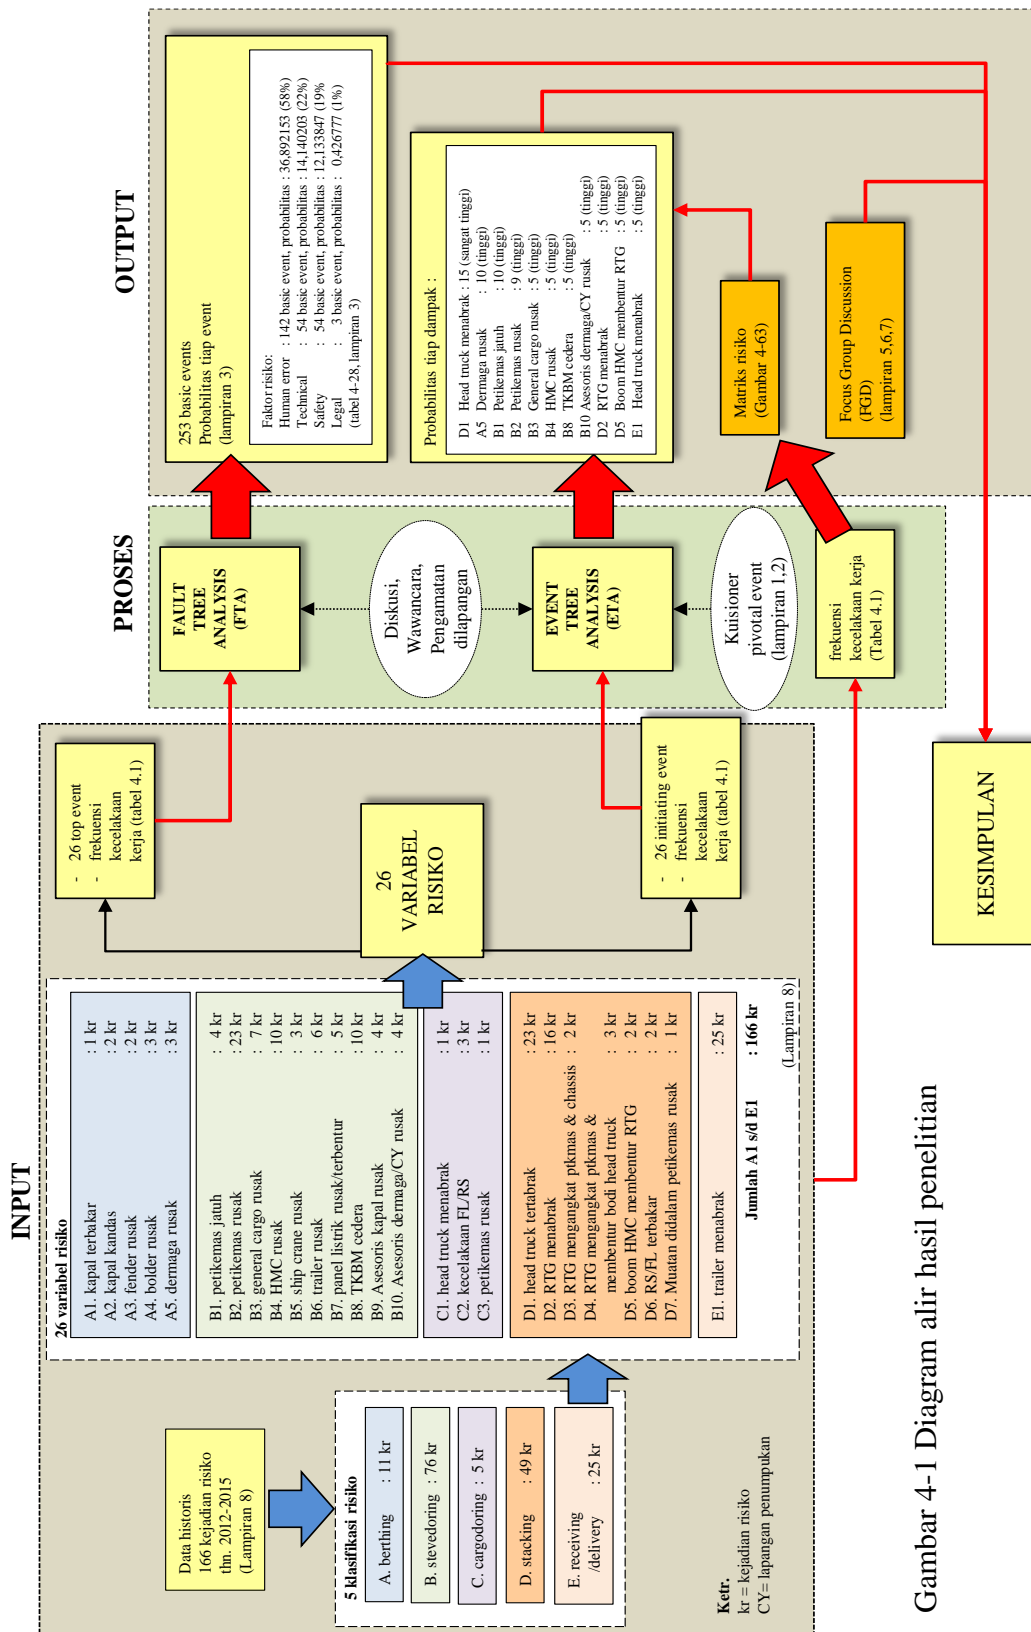 INPUT
PROSES
OUTPUT
Data historis
166 kejadian risiko
thn. 2012-2015
(Lampiran 8)
5 klasifikasi risiko
A. berthing : 11 kr
B. stevedoring : 76 kr
C. cargodoring : 5 kr
D. stacking : 49 kr
E. receiving
/delivery : 25 kr
Ketr.
kr = kejadian risiko
CY= lapangan penumpukan
26 variabel risiko
A1. kapal terbakar : 1 kr
A2. kapal kandas : 2 kr
A3. fender rusak : 2 kr
A4. bolder rusak : 3 kr
A5. dermaga rusak : 3 kr
B1. petikemas jatuh : 4 kr
B2. petikemas rusak : 23 kr
B3. general cargo rusak : 7 kr
B4. HMC rusak : 10 kr
B5. ship crane rusak : 3 kr
B6. trailer rusak : 6 kr
B7. panel listrik rusak/terbentur : 5 kr
B8. TKBM cedera : 10 kr
B9. Asesoris kapal rusak : 4 kr
B10. Asesoris dermaga/CY rusak : 4 kr
C1. head truck menabrak : 1 kr
C2. kecelakaan FL/RS : 3 kr
C3. petikemas rusak : 1 kr
D1. head truck tertabrak : 23 kr
D2. RTG menabrak : 16 kr
D3. RTG mengangkat ptkmas & chassis : 2 kr
D4. RTG mengangkat ptkmas &
membentur bodi head truck : 3 kr
D5. boom HMC membentur RTG : 2 kr
D6. RS/FL terbakar : 2 kr
D7. Muatan didalam petikemas rusak : 1 kr
E1. trailer menabrak : 25 kr
Jumlah A1 s/d E1 : 166 kr
(Lampiran 8)
26
VARIABEL
RISIKO
- 26 top event
- frekuensi
kecelakaan
kerja (tabel 4.1)
- 26 initiating event
- frekuensi
kecelakaan
kerja (tabel 4.1)
FAULT
TREE
ANALYSIS
(FTA)
Diskusi,
Wawancara,
Pengamatan
dilapangan
EVENT
TREE
ANALYSIS
(ETA)
Kuisioner
pivotal event
(lampiran 1,2)
frekuensi
kecelakaan kerja
(Tabel 4.1)
253 basic events
Probabilitas tiap event
(lampiran 3)
Faktor risiko:
Human error : 142 basic event, probabilitas : 36,892153 (58%)
Technical : 54 basic event, probabilitas : 14,140203 (22%)
Safety : 54 basic event, probabilitas : 12,133847 (19%
Legal : 3 basic event, probabilitas : 0,426777 (1%)
(tabel 4-28, lampiran 3)
Probabilitas tiap dampak :
D1 Head truck menabrak : 15 (sangat tinggi)
A5 Dermaga rusak : 10 (tinggi)
B1 Petikemas jatuh : 10 (tinggi)
B2 Petikemas rusak : 9 (tinggi)
B3 General cargo rusak : 5 (tinggi)
B4 HMC rusak : 5 (tinggi)
B8 TKBM cedera : 5 (tinggi)
B10 Asesoris dermaga/CY rusak : 5 (tinggi)
D2 RTG menabrak : 5 (tinggi)
D5 Boom HMC membentur RTG : 5 (tinggi)
E1 Head truck menabrak : 5 (tinggi)
Matriks risiko
(Gambar 4-63)
Focus Group Discussion
(FGD)
(lampiran 5,6,7)
KESIMPULAN
Gambar 4-1 Diagram alir hasil penelitian